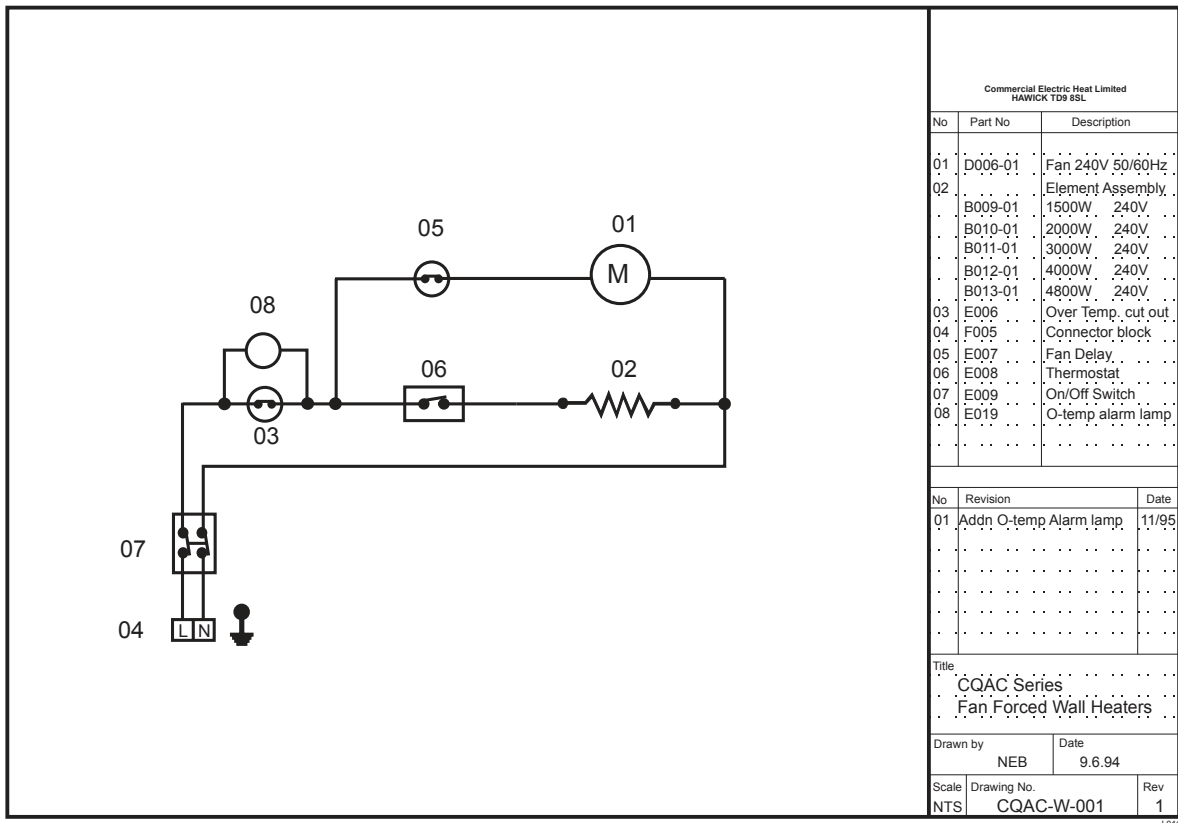 05
01
M
08
06
02
03
07
04
L N
Commercial Electric Heat Limited
HAWICK TD9 8SL
No Part No Description
01 D006-01 Fan 240V 50/60Hz
02 Element Assembly
B009-01 1500W 240V
B010-01 2000W 240V
B011-01 3000W 240V
B012-01 4000W 240V
B013-01 4800W 240V
03 E006 Over Temp. cut out
04 F005 Connector block
05 E007 Fan Delay
06 E008 Thermostat
07 E009 On/Off Switch
08 E019 O-temp alarm lamp
No Revision Date
01 Addn O-temp Alarm lamp 11/95
Title
CQAC Series
Fan Forced Wall Heaters
Drawn by Date
NEB 9.6.94
Scale Drawing No. Rev
NTS CQAC-W-001 1